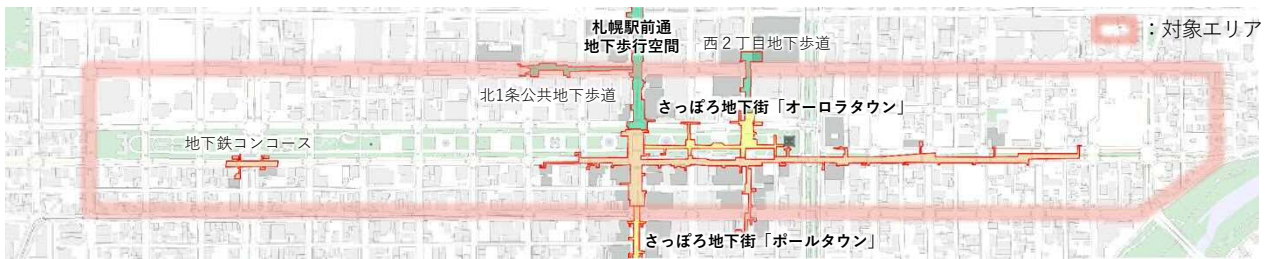 札幌駅前通
地下歩行空間
西2丁目地下歩道
：対象エリア
北1条公共地下歩道
さっぽろ地下街「オーロラタウン」
地下鉄コンコース
さっぽろ地下街「ポールタウン」